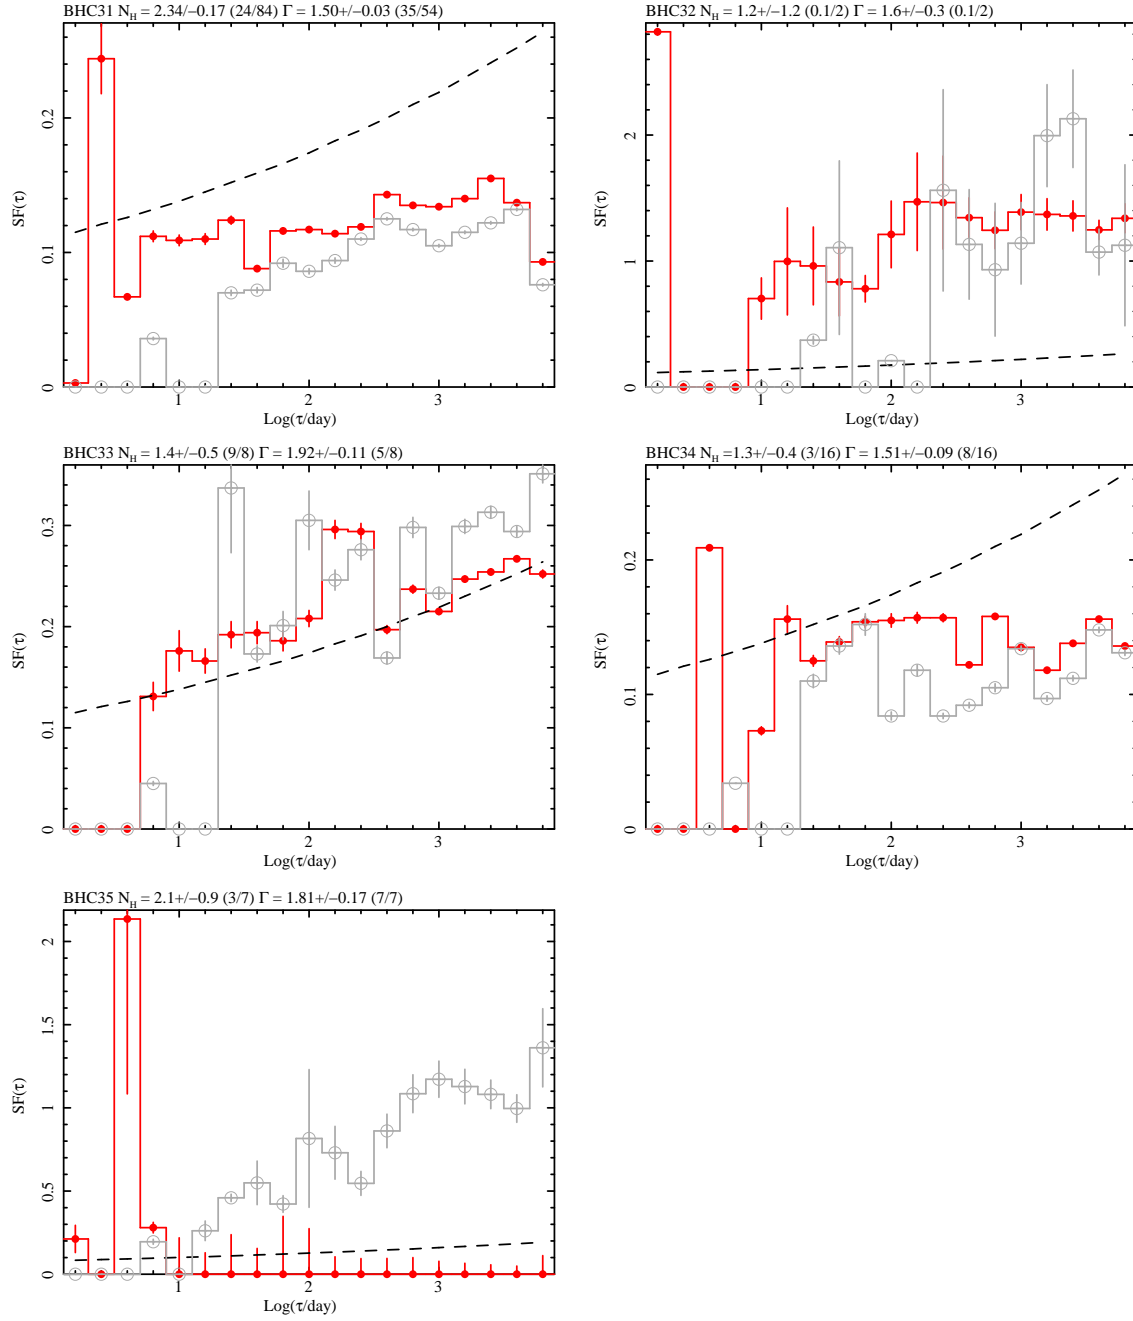 BHC31 N_H = 2.34/−0.17 (24/84) Γ = 1.50+/−0.03 (35/54)
SF(τ)
0
0.1
0.2
1
2
3
Log(τ/day)
BHC32 N_H = 1.2+/−1.2 (0.1/2) Γ = 1.6+/−0.3 (0.1/2)
SF(τ)
0
1
2
1
2
3
Log(τ/day)
BHC33 N_H = 1.4+/−0.5 (9/8) Γ = 1.92+/−0.11 (5/8)
SF(τ)
0
0.1
0.2
0.3
1
2
3
Log(τ/day)
BHC34 N_H =1.3+/−0.4 (3/16) Γ = 1.51+/−0.09 (8/16)
SF(τ)
0
0.1
0.2
1
2
3
Log(τ/day)
BHC35 N_H = 2.1+/−0.9 (3/7) Γ = 1.81+/−0.17 (7/7)
SF(τ)
0
0.5
1
1.5
2
1
2
3
Log(τ/day)